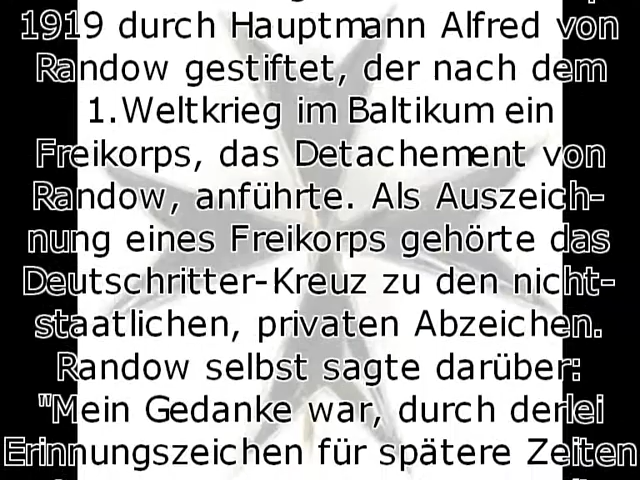 1919 durch Hauptmann Alfred von
Randow gestiftet, der nach dem
1.Weltkrieg im Baltikum ein
Freikorps, das Detachement von
Randow, anführte. Als Auszeich-
nung eines Freikorps gehörte das
Deutschritter-Kreuz zu den nicht-
staatlichen, privaten Abzeichen.
Randow selbst sagte darüber:
"Mein Gedanke war, durch derlei
Erinnungszeichen für spätere Zeiten